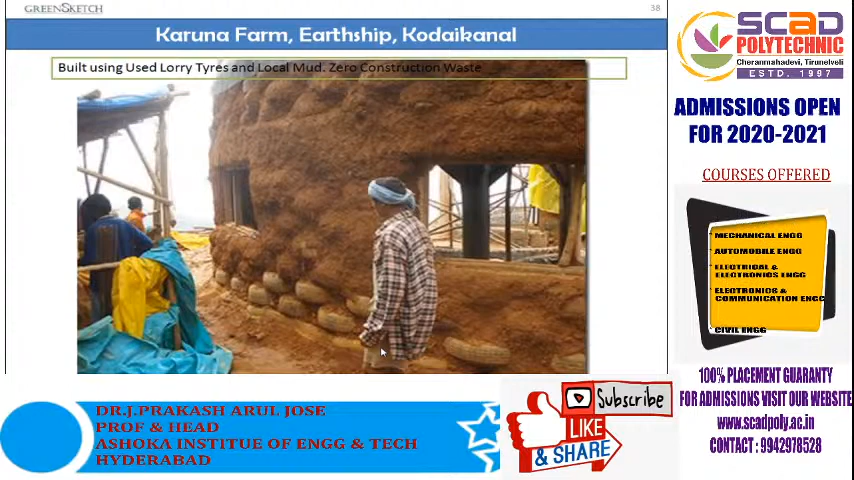 GREENSKETCH
38
Karuna Farm, Earthship, Kodaikanal
Built using Used Lorry Tyres and Local Mud. Zero Construction Waste
SCAD
POLYTECHNIC
Cheranmahadevi, Tirunelveli
ESTD. 1997
ADMISSIONS OPEN
FOR 2020-2021
COURSES OFFERED
MECHANICAL ENGG
AUTOMOBILE ENGG
ELECTRICAL &
ELECTRONICS ENGG
ELECTRONICS &
COMMUNICATION ENGG
CIVIL ENGG
100% PLACEMENT GUARANTY
FOR ADMISSIONS VISIT OUR WEBSITE
www.scadpoly.ac.in
CONTACT : 9942978528
DR.J.PRAKASH ARUL JOSE
PROF & HEAD
ASHOKA INSTITUE OF ENGG & TECH
HYDERABAD
Subscribe
LIKE
& SHARE